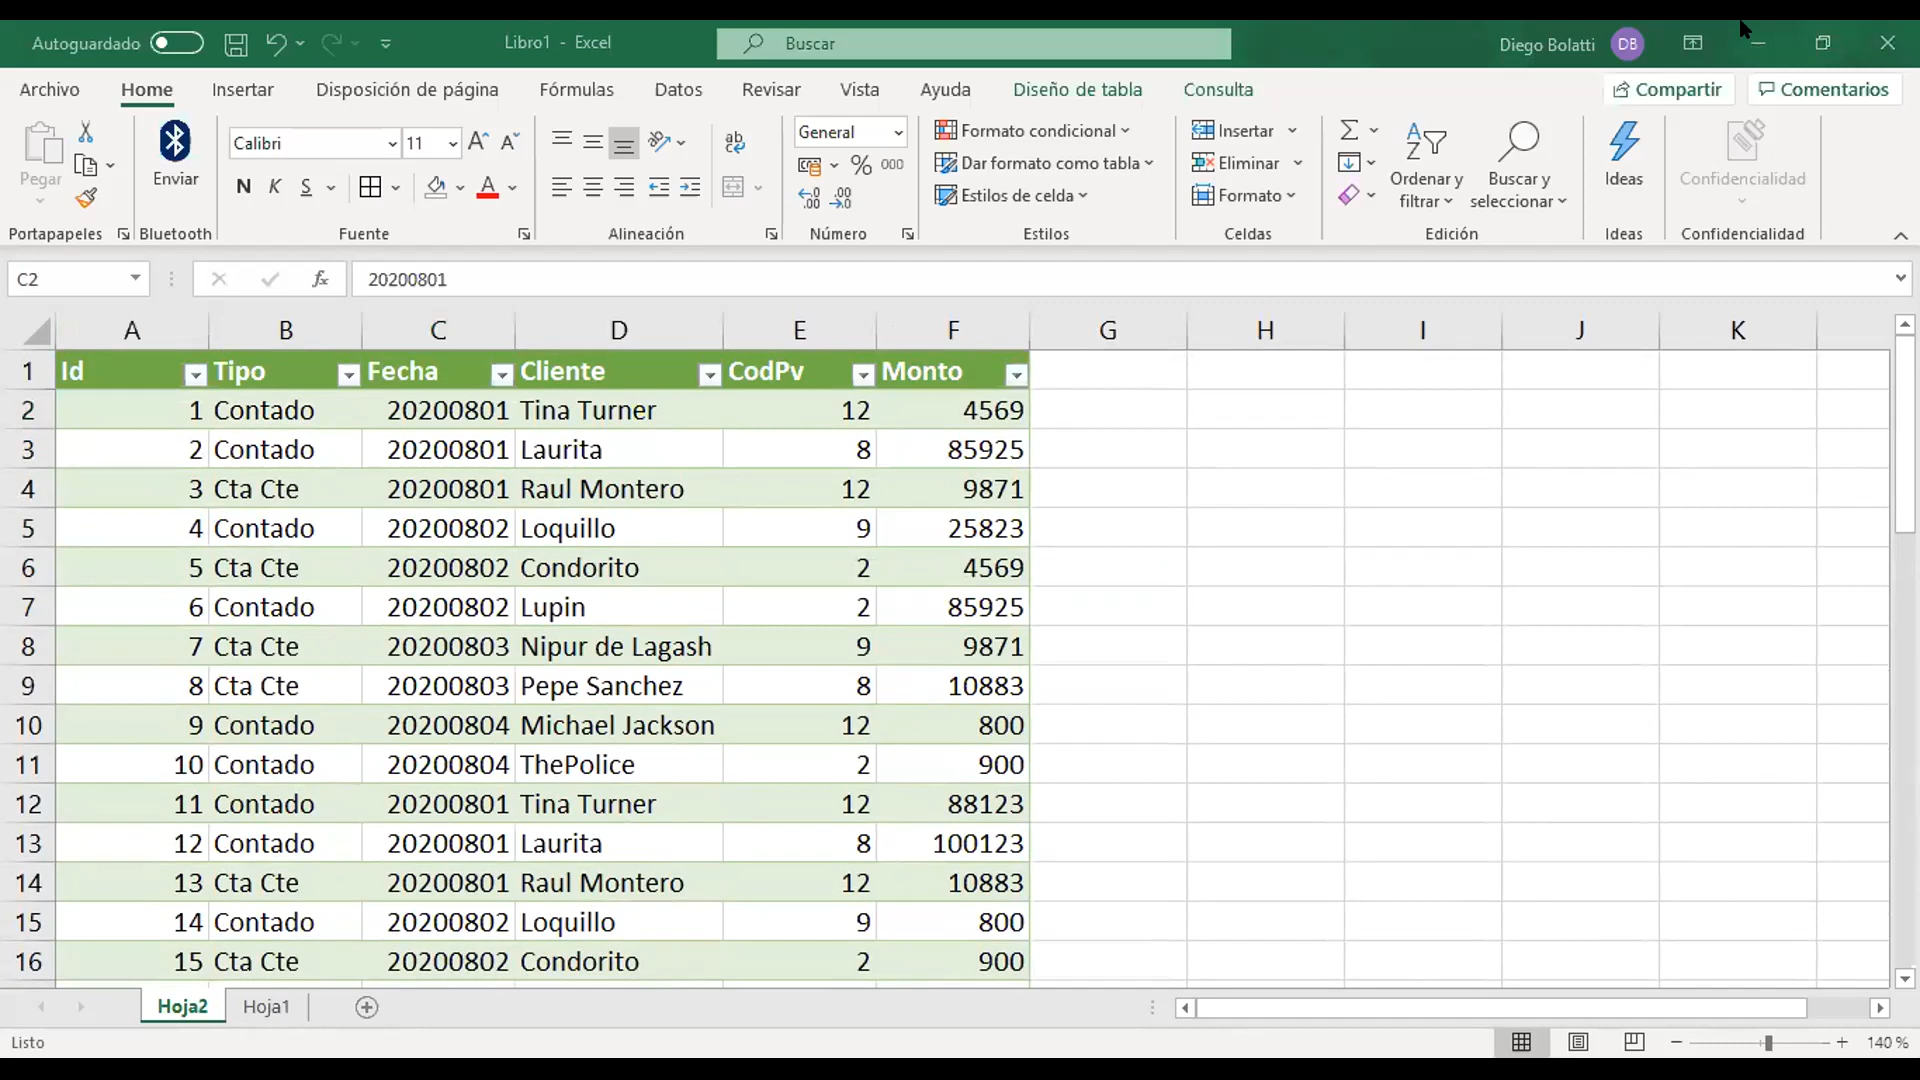 Autoguardado Libro1 - Excel Buscar Diego Bolatti DB
Archivo Home Insertar Disposición de página Fórmulas Datos Revisar Vista Ayuda Diseño de tabla Consulta Compartir Comentarios
Pegar Enviar Calibri 11 General Formato condicional Insertar Ordenar y filtrar Buscar y seleccionar Ideas Confidencialidad
% 000 Dar formato como tabla Eliminar
N K S Estilos de celda Formato
Portapapeles Bluetooth Fuente Alineación Número Estilos Celdas Edición Ideas Confidencialidad
C2 fx 20200801
A B C D E F G H I J K
1 Id Tipo Fecha Cliente CodPv Monto
2 1 Contado 20200801 Tina Turner 12 4569
3 2 Contado 20200801 Laurita 8 85925
4 3 Cta Cte 20200801 Raul Montero 12 9871
5 4 Contado 20200802 Loquillo 9 25823
6 5 Cta Cte 20200802 Condorito 2 4569
7 6 Contado 20200802 Lupin 2 85925
8 7 Cta Cte 20200803 Nipur de Lagash 9 9871
9 8 Cta Cte 20200803 Pepe Sanchez 8 10883
10 9 Contado 20200804 Michael Jackson 12 800
11 10 Contado 20200804 ThePolice 2 900
12 11 Contado 20200801 Tina Turner 12 88123
13 12 Contado 20200801 Laurita 8 100123
14 13 Cta Cte 20200801 Raul Montero 12 10883
15 14 Contado 20200802 Loquillo 9 800
16 15 Cta Cte 20200802 Condorito 2 900
Hoja2 Hoja1
Listo 140 %